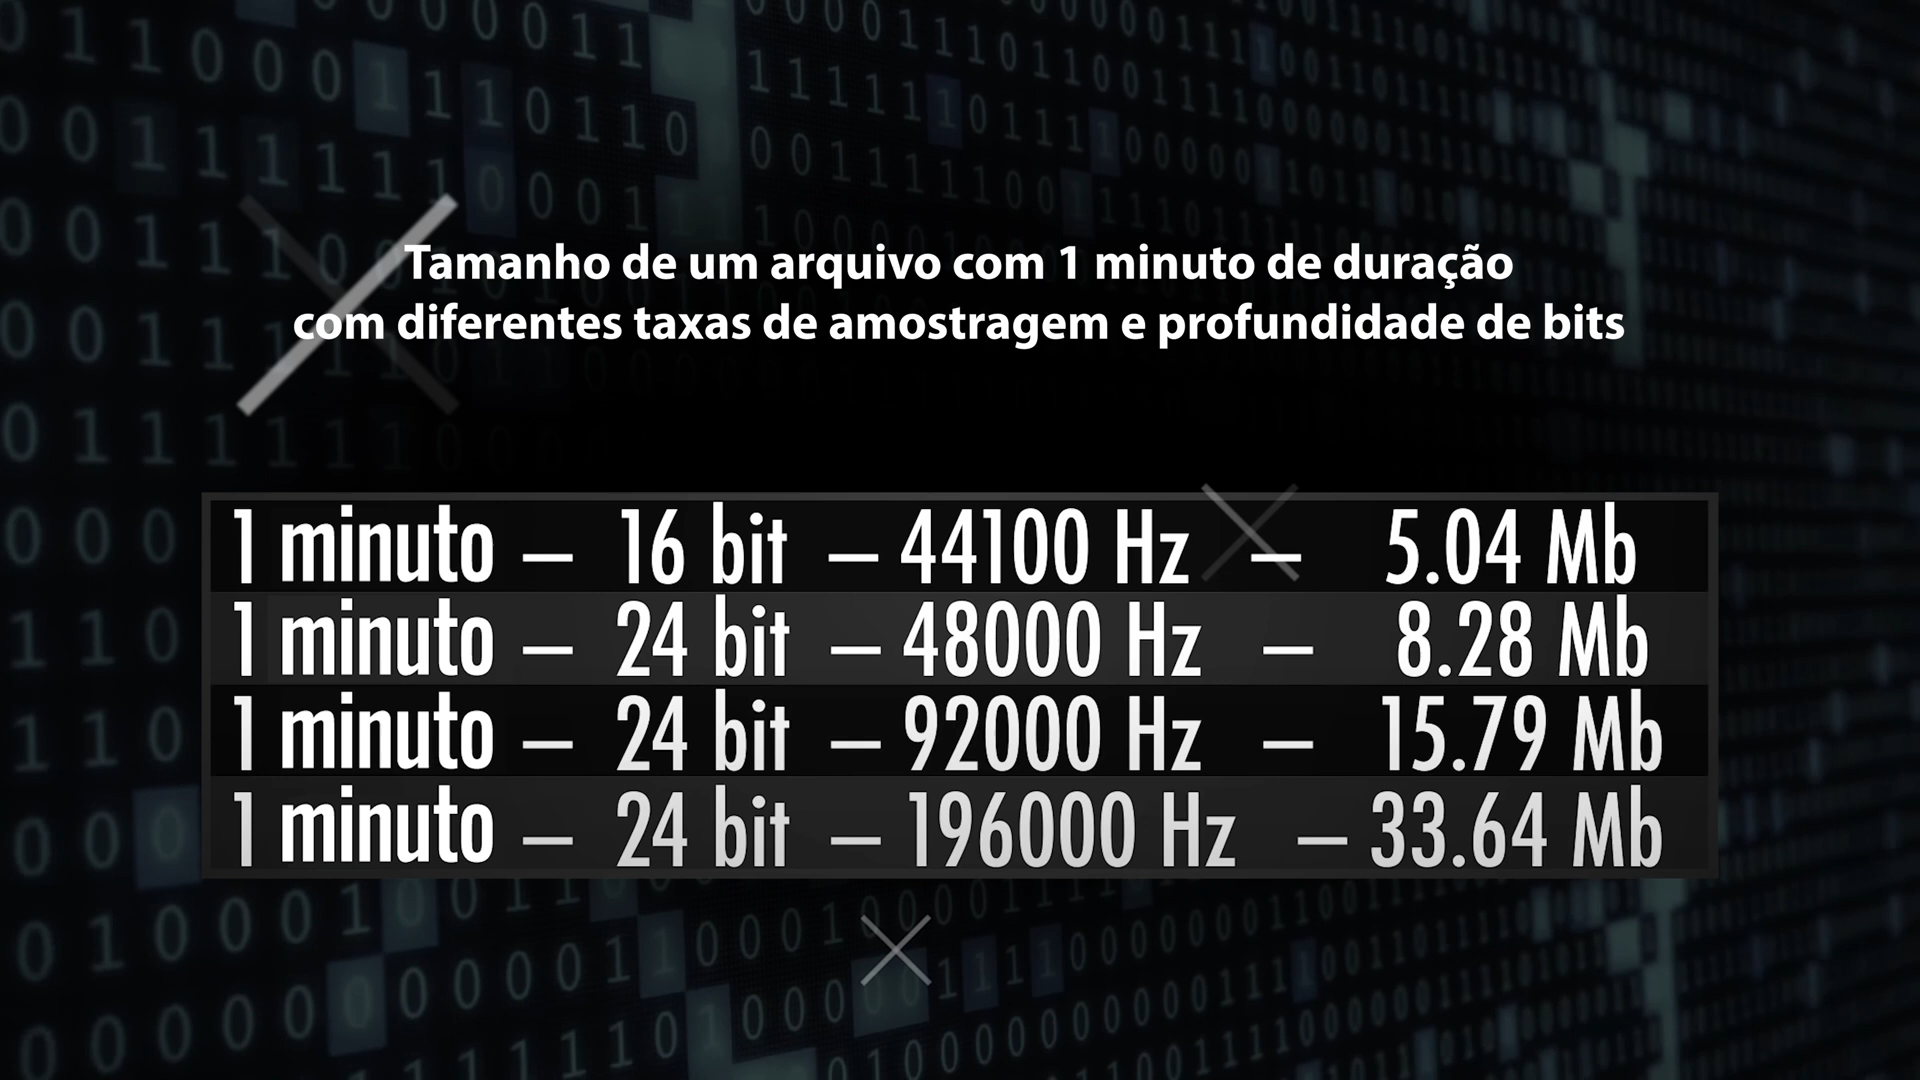 Tamanho de um arquivo com 1 minuto de duração
com diferentes taxas de amostragem e profundidade de bits
1 minuto – 16 bit – 44100 Hz – 5.04 Mb
1 minuto – 24 bit – 48000 Hz – 8.28 Mb
1 minuto – 24 bit – 92000 Hz – 15.79 Mb
1 minuto – 24 bit – 196000 Hz – 33.64 Mb